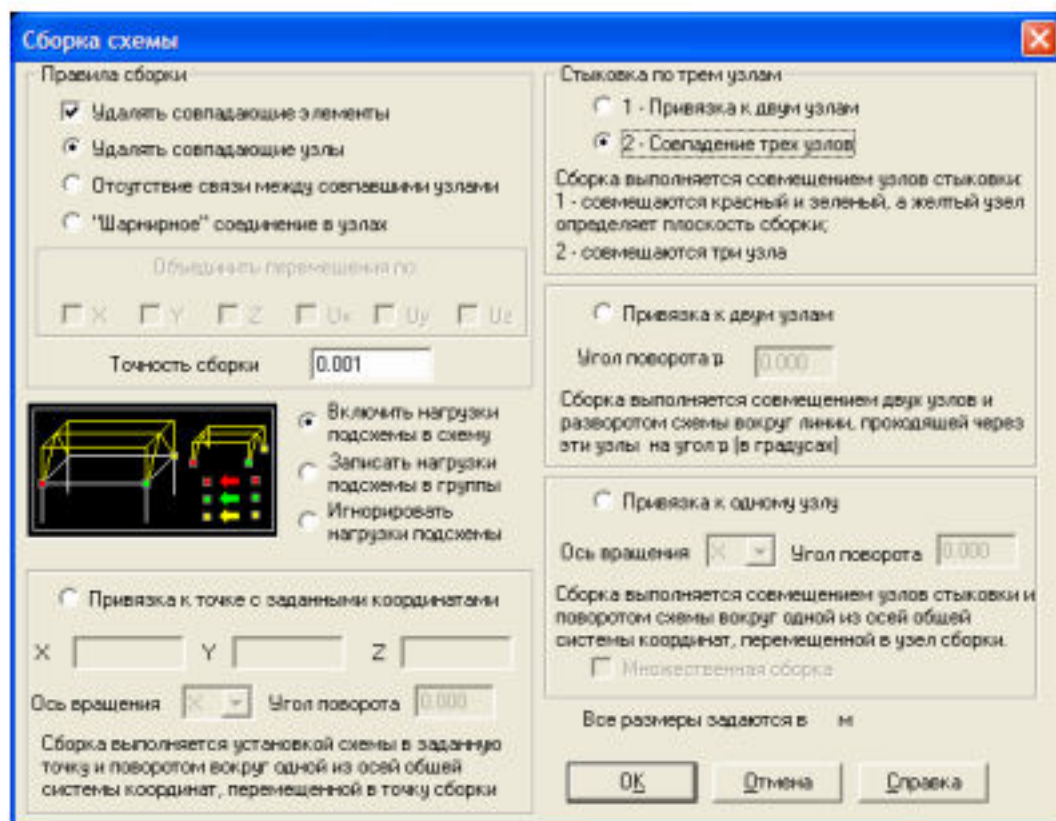 Сборка схемы
Правила сборки
Удалять совпадающие элементы
Удалять совпадающие узлы
Отсутствие связи между совпавшими узлами
"Шарнирное" соединение в узлах
Объединить перемещения по
X Y Z Ux Uy Uz
Точность сборки 0.001
Включить нагрузки
подсхемы в схему
Записать нагрузки
подсхемы в группы
Игнорировать
нагрузки подсхемы
Привязка к точке с заданными координатами
X Y Z
Ось вращения X Угол поворота 0.000
Сборка выполняется установкой схемы в заданную
точку и поворотом вокруг одной из осей общей
системы координат, перемещенной в точку сборки
Стыковка по трем узлам
1 - Привязка к двум узлам
2 - Совпадение трех узлов
Сборка выполняется совмещением узлов стыковки:
1 - совмещаются красный и зеленый, а желтый узел
определяет плоскость сборки;
2 - совмещаются три узла
Привязка к двум узлам
Угол поворота р 0.000
Сборка выполняется совмещением двух узлов и
разворотом схемы вокруг линии, проходящей через
эти узлы на угол р (в градусах)
Привязка к одному узлу
Ось вращения X Угол поворота 0.000
Сборка выполняется совмещением узлов стыковки и
поворотом схемы вокруг одной из осей общей
системы координат, перемещенной в узел сборки.
Множественная сборка
Все размеры задаются в м
OK Отмена Справка